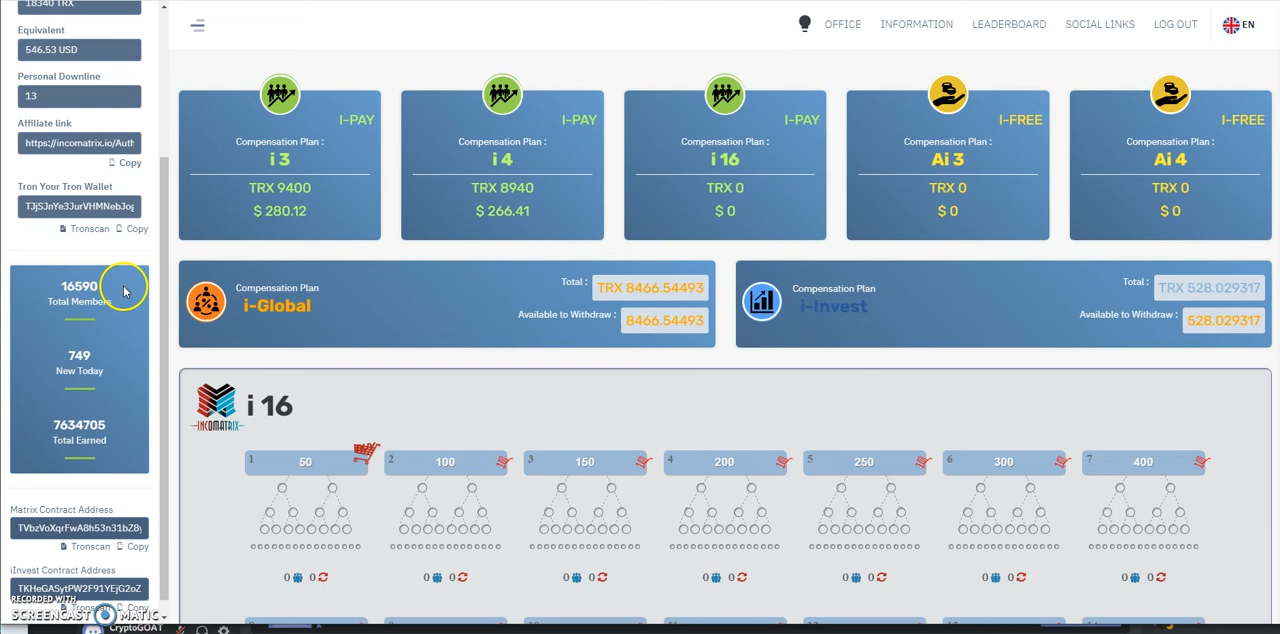 18340 TRX
Equivalent
546.53 USD
Personal Downline
13
Affiliate link
https://incomatrix.io/Auth
Copy
Tron Your Tron Wallet
TJjSJnYe3JurVHMNebJop
Tronscan Copy
16590
Total Members
749
New Today
7634705
Total Earned
Matrix Contract Address
TVbzVoXqrFwA8h53n31bZ8y
Tronscan Copy
iInvest Contract Address
TKHeGASytPW2F91YEjG2oZ
Tronscan Copy
RECORDED WITH
SCREENCAST MATIC
CryptoGOAT
OFFICE INFORMATION LEADERBOARD SOCIAL LINKS LOG OUT EN
I-PAY
Compensation Plan :
i 3
TRX 9400
$ 280.12
I-PAY
Compensation Plan :
i 4
TRX 8940
$ 266.41
I-PAY
Compensation Plan :
i 16
TRX 0
$ 0
I-FREE
Compensation Plan :
Ai 3
TRX 0
$ 0
I-FREE
Compensation Plan :
Ai 4
TRX 0
$ 0
Compensation Plan
i-Global
Total : TRX 8466.54493
Available to Withdraw : 8466.54493
Compensation Plan
i-Invest
Total : TRX 528.029317
Available to Withdraw : 528.029317
INCOMATRIX
i 16
1 50 2 100 3 150 4 200 5 250 6 300 7 400
0 0 0 0 0 0 0 0 0 0 0 0 0 0